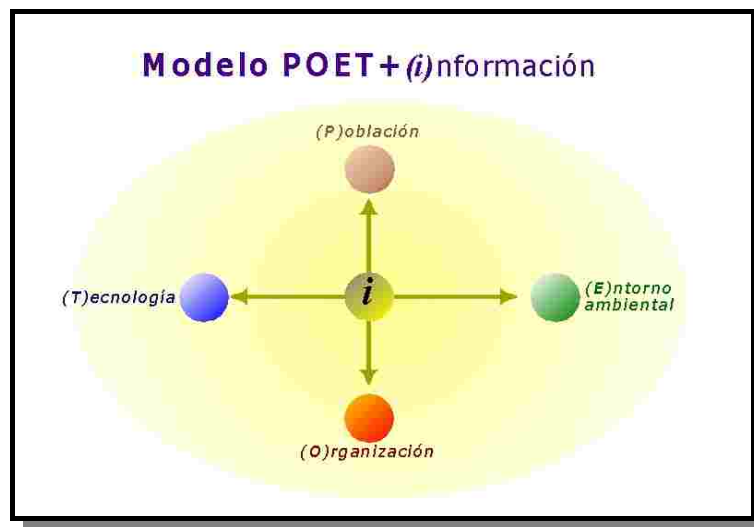 Modelo POET+(i)nformación
(P)oblación
(T)ecnología
i
(E)ntorno
ambiental
(O)rganización